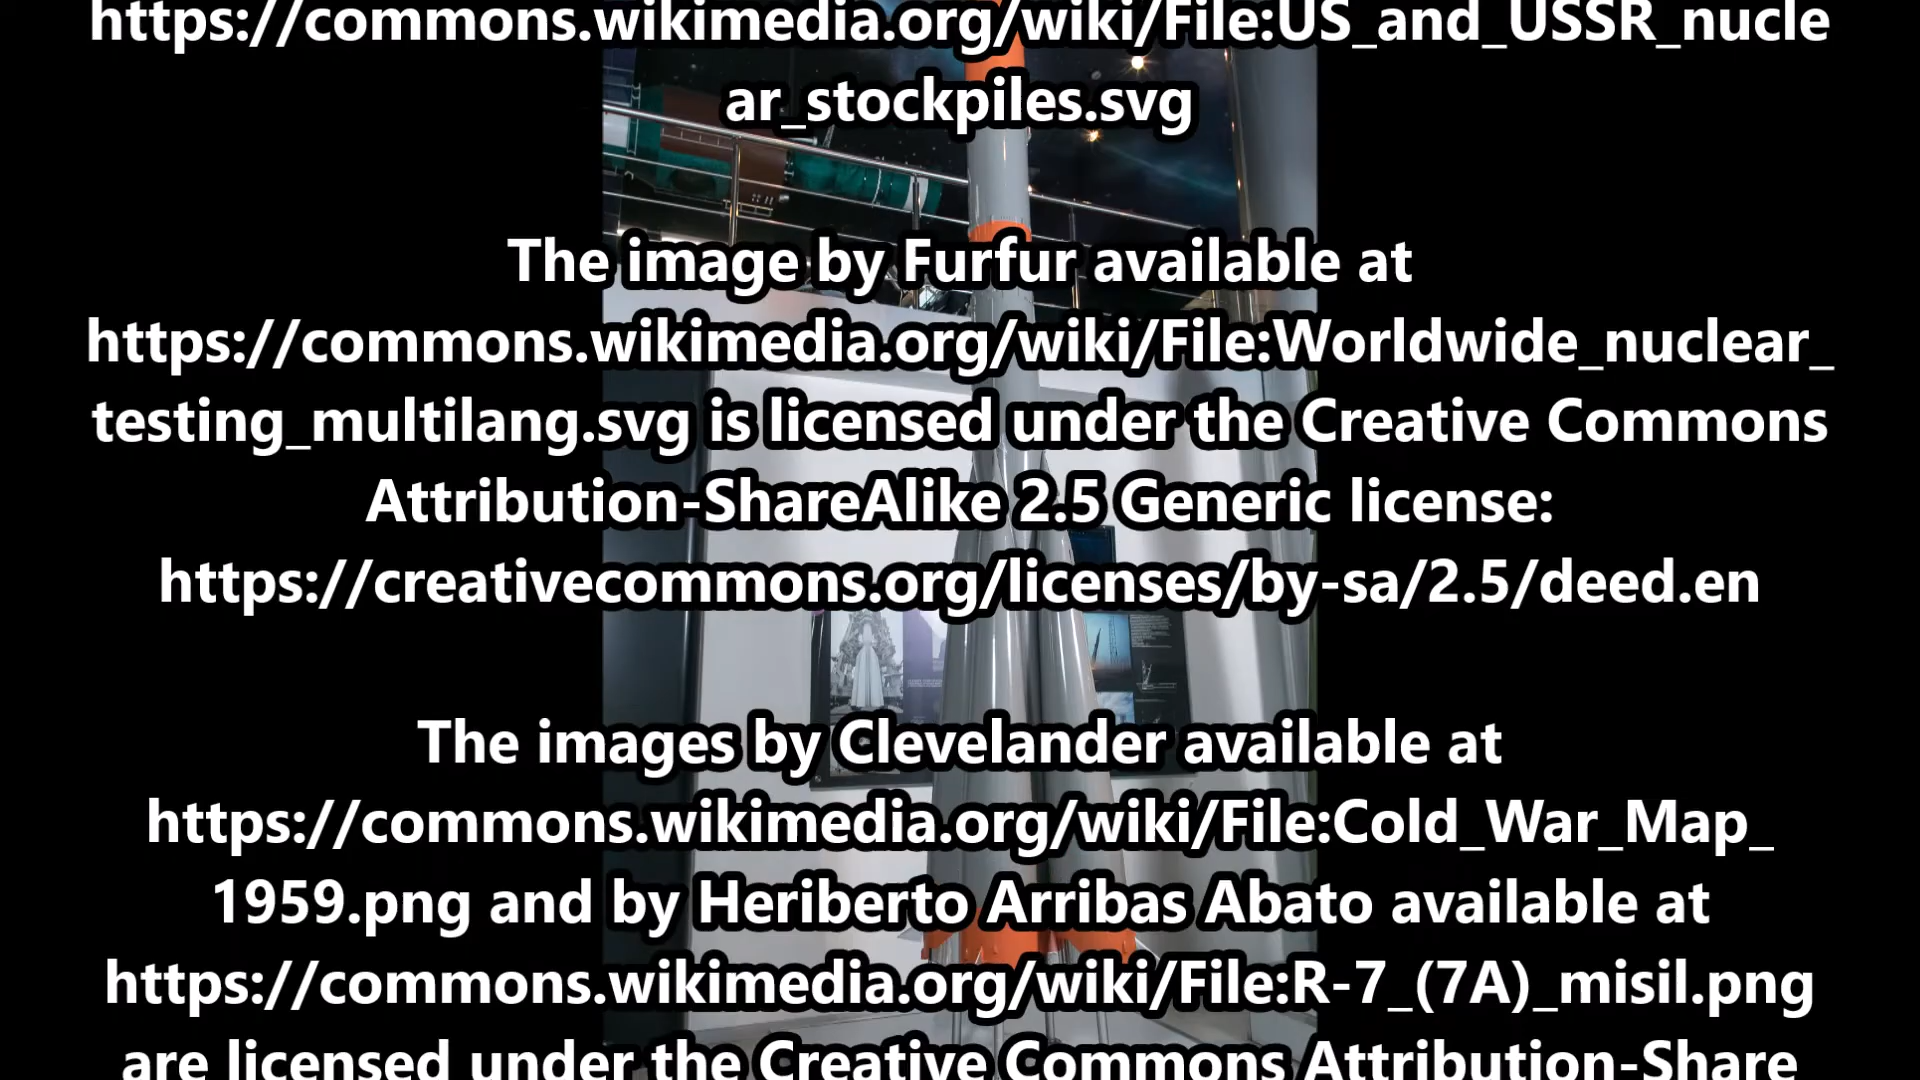 https://commons.wikimedia.org/wiki/File:US_and_USSR_nucle
ar_stockpiles.svg
The image by Furfur available at
https://commons.wikimedia.org/wiki/File:Worldwide_nuclear_
testing_multilang.svg is licensed under the Creative Commons
Attribution-ShareAlike 2.5 Generic license:
https://creativecommons.org/licenses/by-sa/2.5/deed.en
The images by Clevelander available at
https://commons.wikimedia.org/wiki/File:Cold_War_Map_
1959.png and by Heriberto Arribas Abato available at
https://commons.wikimedia.org/wiki/File:R-7_(7A)_misil.png
are licensed under the Creative Commons Attribution-Share